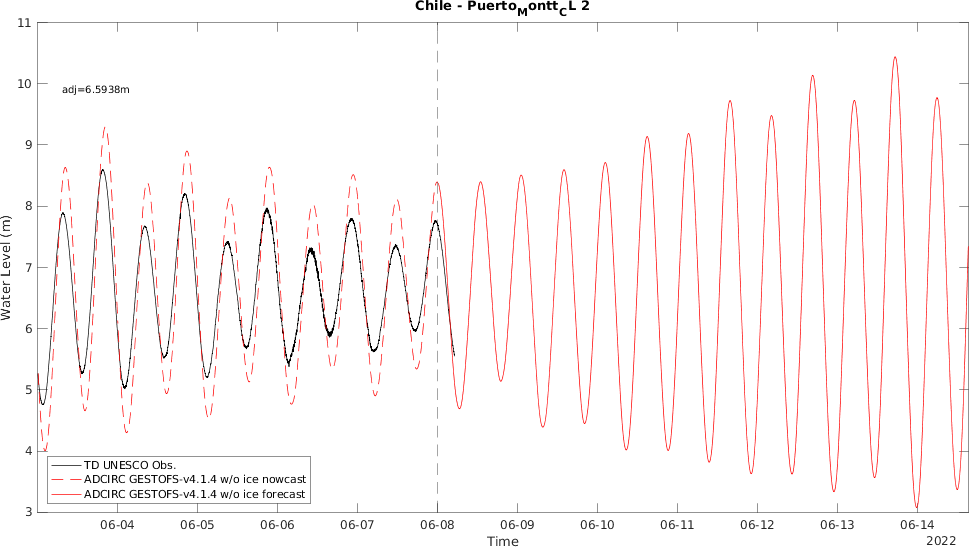 Chile - Puerto_Montt_CL 2
11
10
9
8
7
6
5
4
3
Water Level (m)
adj=6.5938m
TD UNESCO Obs.
ADCIRC GESTOFS-v4.1.4 w/o ice nowcast
ADCIRC GESTOFS-v4.1.4 w/o ice forecast
06-04 06-05 06-06 06-07 06-08 06-09 06-10 06-11 06-12 06-13 06-14
Time
2022